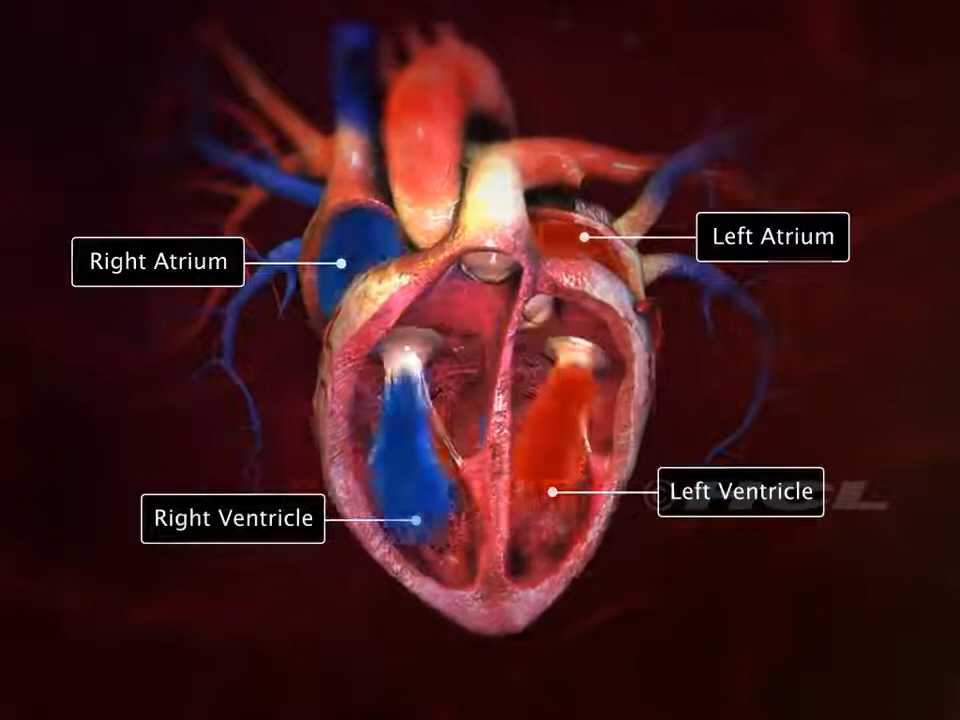 Left Atrium
Right Atrium
Left Ventricle
Right Ventricle